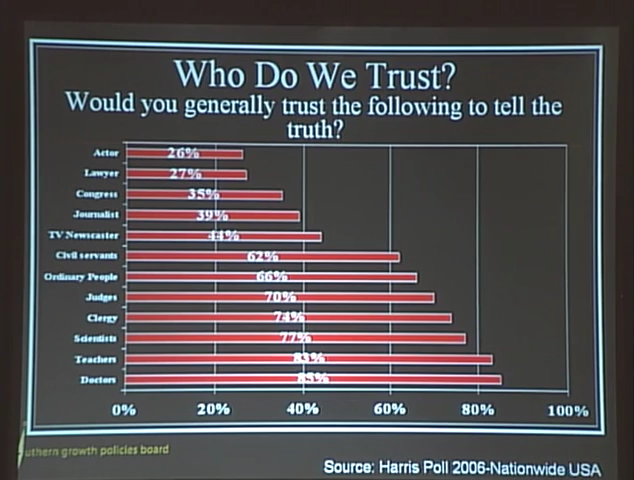 Who Do We Trust?
Would you generally trust the following to tell the
truth?
Actor 26%
Lawyer 27%
Congress 35%
Journalist 39%
TV Newscaster 44%
Civil servants 62%
Ordinary People 66%
Judges 70%
Clergy 74%
Scientists 77%
Teachers 83%
Doctors 85%
0% 20% 40% 60% 80% 100%
uthern growth policies board
Source: Harris Poll 2006-Nationwide USA